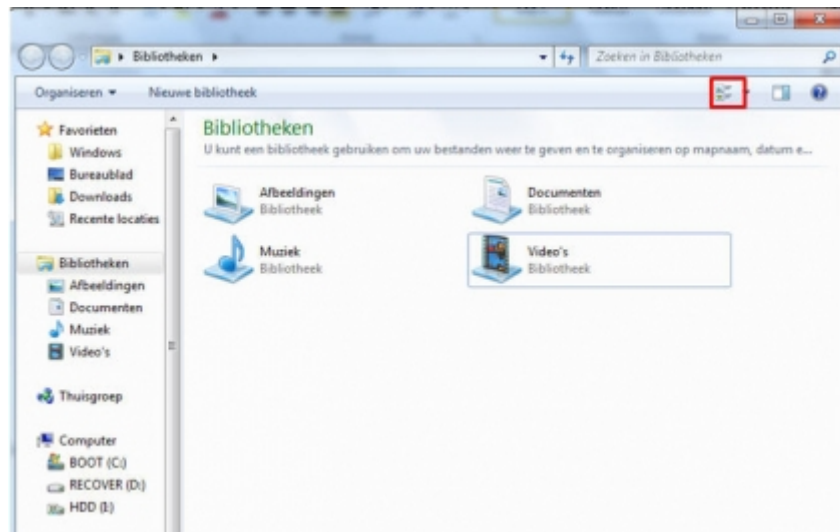 Bibliotheken
Zoeken in Bibliotheken
Organiseren
Nieuwe bibliotheek
Favorieten
Windows
Bureaublad
Downloads
Recente locaties
Bibliotheken
Afbeeldingen
Documenten
Muziek
Video's
Thuisgroep
Computer
BOOT (C:)
RECOVER (D:)
HDD (I:)
Bibliotheken
U kunt een bibliotheek gebruiken om uw bestanden weer te geven en te organiseren op mapnaam, datum e...
Afbeeldingen
Bibliotheek
Documenten
Bibliotheek
Muziek
Bibliotheek
Video's
Bibliotheek